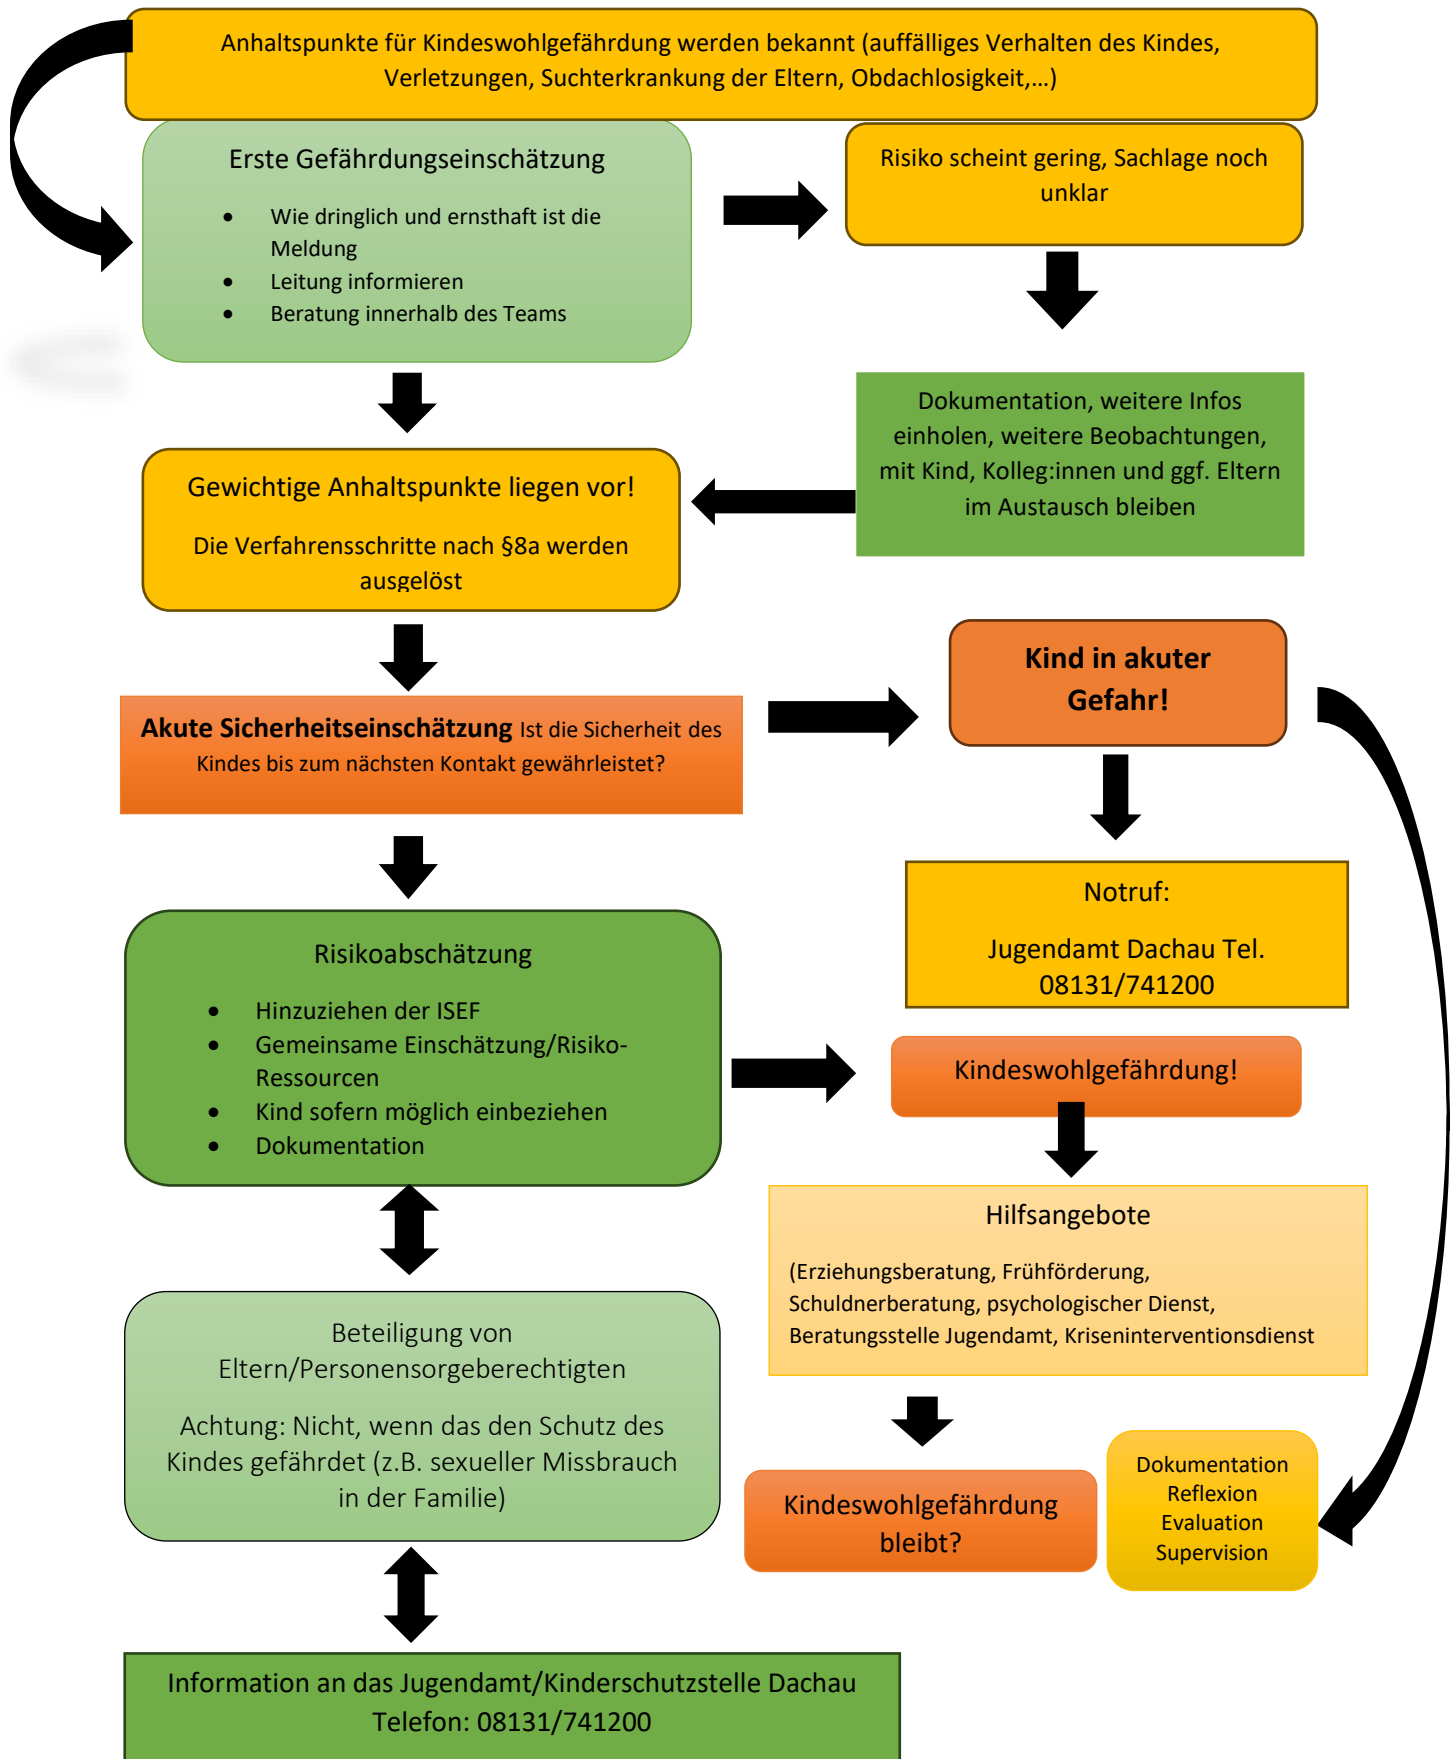 Anhaltspunkte für Kindeswohlgefährdung werden bekannt (auffälliges Verhalten des Kindes,
Verletzungen, Suchterkrankung der Eltern, Obdachlosigkeit,…)
Erste Gefährdungseinschätzung
• Wie dringlich und ernsthaft ist die
Meldung
• Leitung informieren
• Beratung innerhalb des Teams
Risiko scheint gering, Sachlage noch
unklar
Dokumentation, weitere Infos
einholen, weitere Beobachtungen,
mit Kind, Kolleg:innen und ggf. Eltern
im Austausch bleiben
Gewichtige Anhaltspunkte liegen vor!
Die Verfahrensschritte nach §8a werden
ausgelöst
Akute Sicherheitseinschätzung Ist die Sicherheit des
Kindes bis zum nächsten Kontakt gewährleistet?
Kind in akuter
Gefahr!
Notruf:
Jugendamt Dachau Tel.
08131/741200
Risikoabschätzung
• Hinzuziehen der ISEF
• Gemeinsame Einschätzung/Risiko-
Ressourcen
• Kind sofern möglich einbeziehen
• Dokumentation
Kindeswohlgefährdung!
Hilfsangebote
(Erziehungsberatung, Frühförderung,
Schuldnerberatung, psychologischer Dienst,
Beratungsstelle Jugendamt, Kriseninterventionsdienst
Beteiligung von
Eltern/Personensorgeberechtigten
Achtung: Nicht, wenn das den Schutz des
Kindes gefährdet (z.B. sexueller Missbrauch
in der Familie)
Kindeswohlgefährdung
bleibt?
Dokumentation
Reflexion
Evaluation
Supervision
Information an das Jugendamt/Kinderschutzstelle Dachau
Telefon: 08131/741200